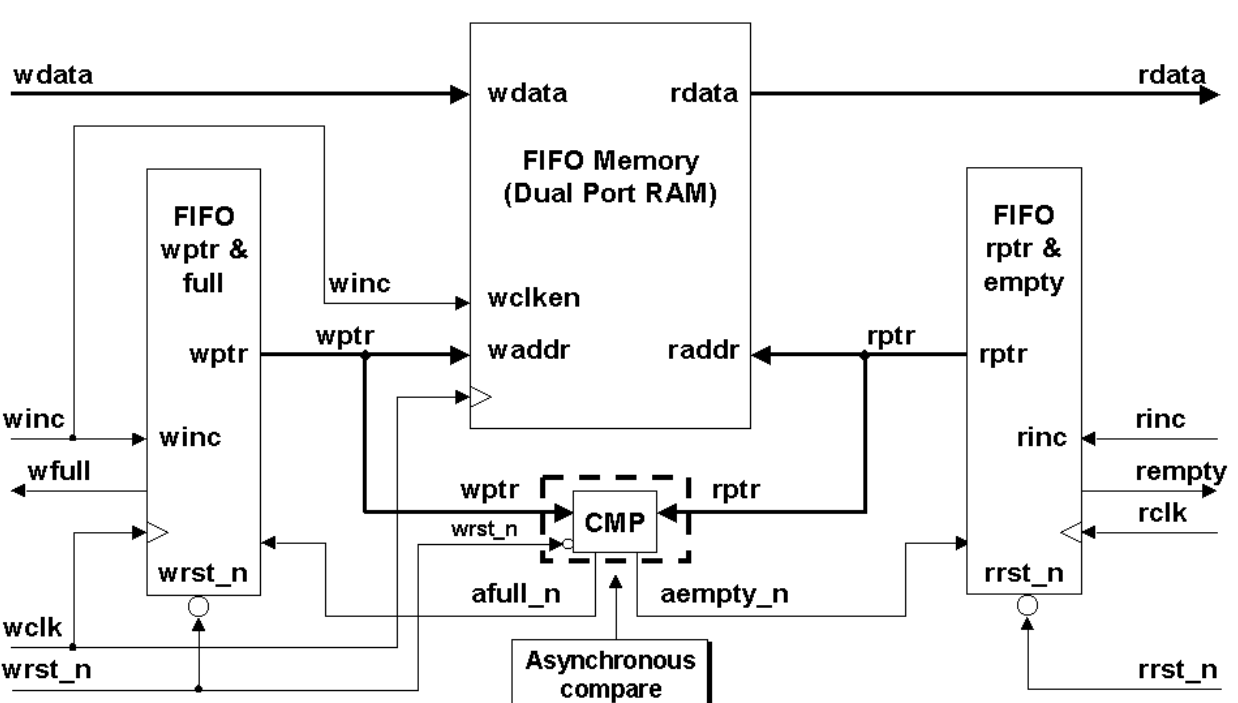 wdata
rdata
wdata
rdata
FIFO Memory
(Dual Port RAM)
FIFO
wptr &
full
FIFO
rptr &
empty
winc
wclken
wptr
waddr
raddr
rptr
wptr
rptr
winc
winc
rinc
rinc
wfull
wptr
rptr
rempty
CMP
wrst_n
rclk
wrst_n
afull_n
aempty_n
rrst_n
wclk
wrst_n
Asynchronous
compare
rrst_n